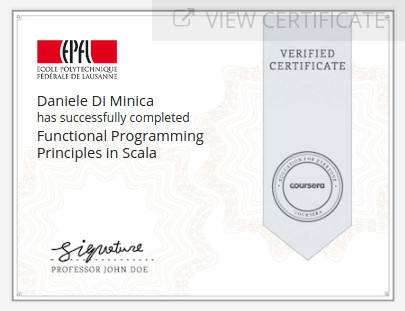 VIEW CERTIFICATE
EPFL
ECOLE POLYTECHNIQUE
FÉDÉRALE DE LAUSANNE
VERIFIED
CERTIFICATE
Daniele Di Minica
has successfully completed
Functional Programming
Principles in Scala
EDUCATION FOR EVERYONE
coursera
COURSERA
signature
PROFESSOR JOHN DOE